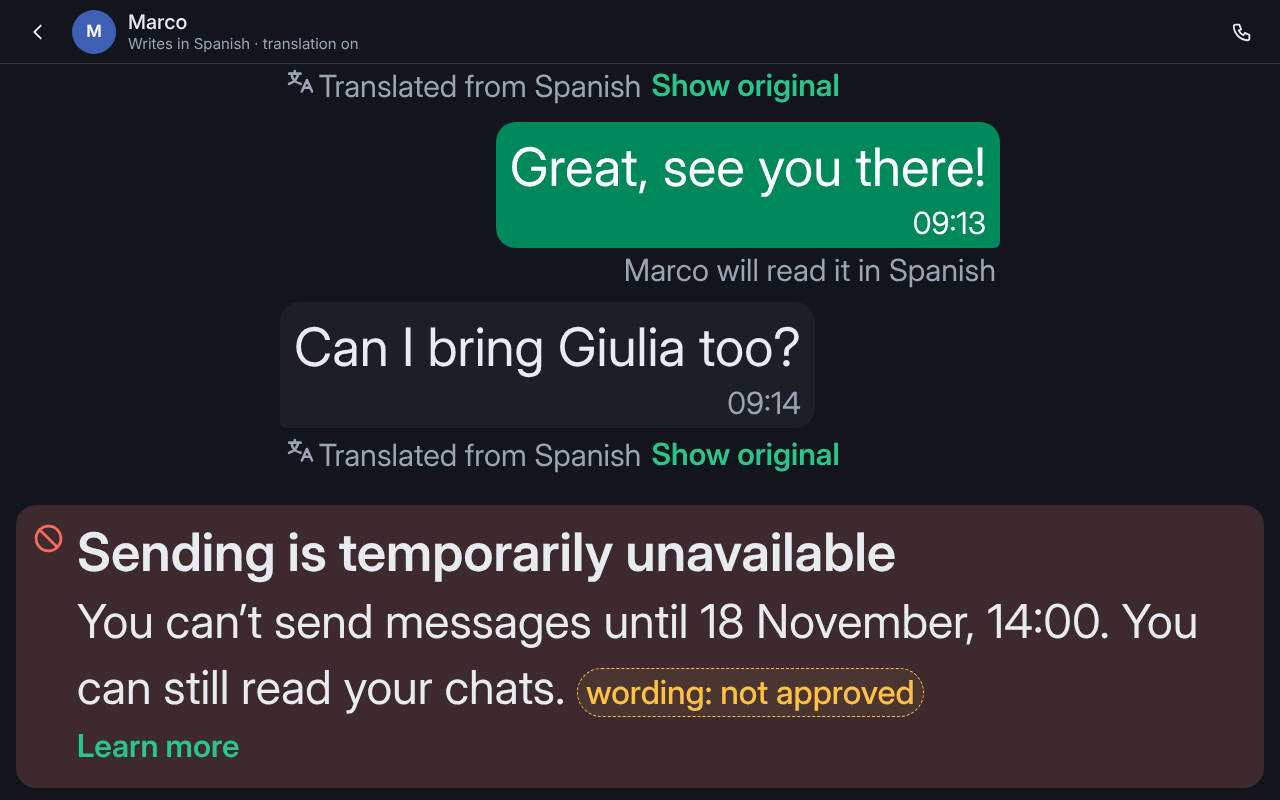 M
Marco
Writes in Spanish · translation on
Translated from Spanish Show original
Great, see you there!
09:13
Marco will read it in Spanish
Can I bring Giulia too?
09:14
Translated from Spanish Show original
Sending is temporarily unavailable
You can’t send messages until 18 November, 14:00. You
can still read your chats. wording: not approved
Learn more